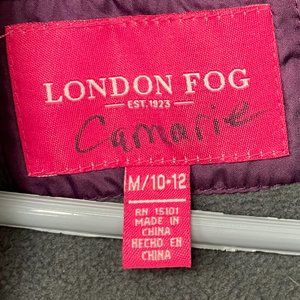 LONDON FOG
EST. 1923
Camarie
M/10-12
RN 15101
MADE IN
CHINA
HECHO EN
CHINA